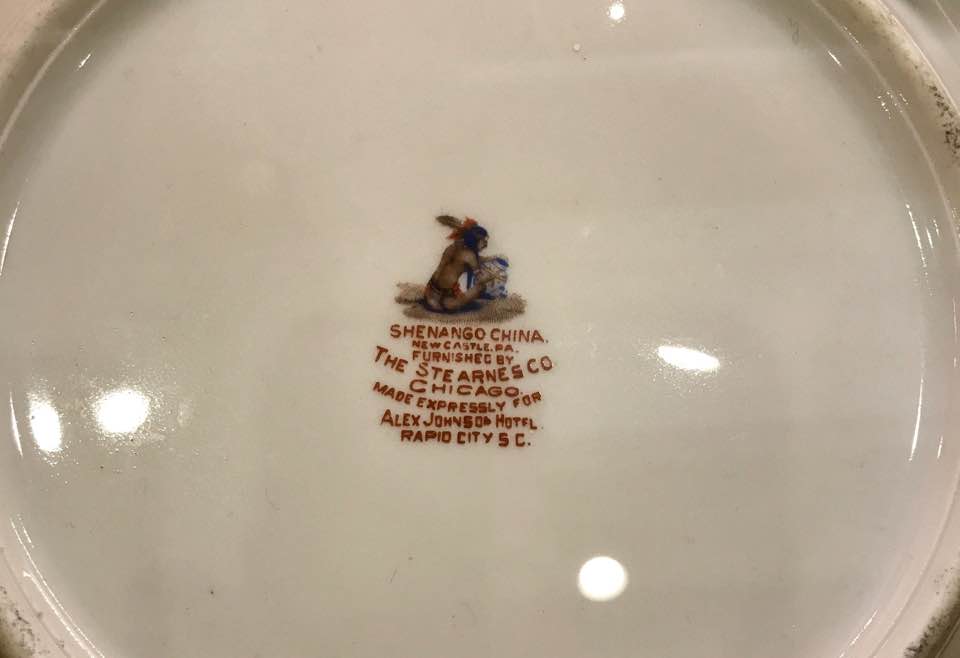 SHENANGO CHINA.
NEW CASTLE, PA.
FURNISHED BY
THE STEARNES CO
CHICAGO.
MADE EXPRESSLY FOR
ALEX JOHNSON HOTEL.
RAPID CITY S C.